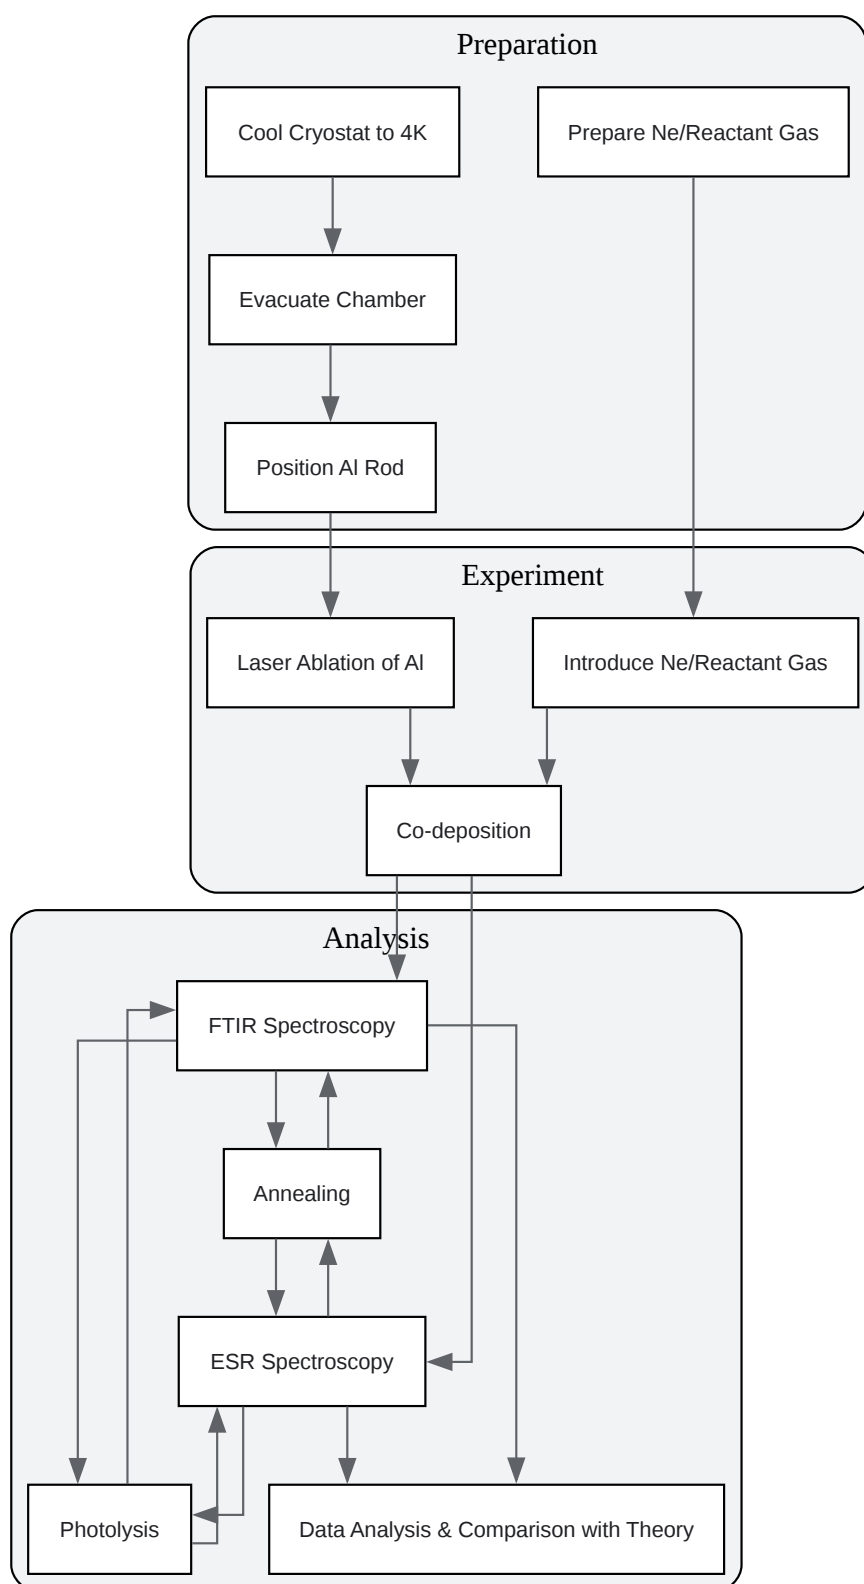 Preparation
Cool Cryostat to 4K
Prepare Ne/Reactant Gas
Evacuate Chamber
Position Al Rod
Experiment
Laser Ablation of Al
Introduce Ne/Reactant Gas
Co-deposition
Analysis
FTIR Spectroscopy
Annealing
ESR Spectroscopy
Photolysis
Data Analysis & Comparison with Theory